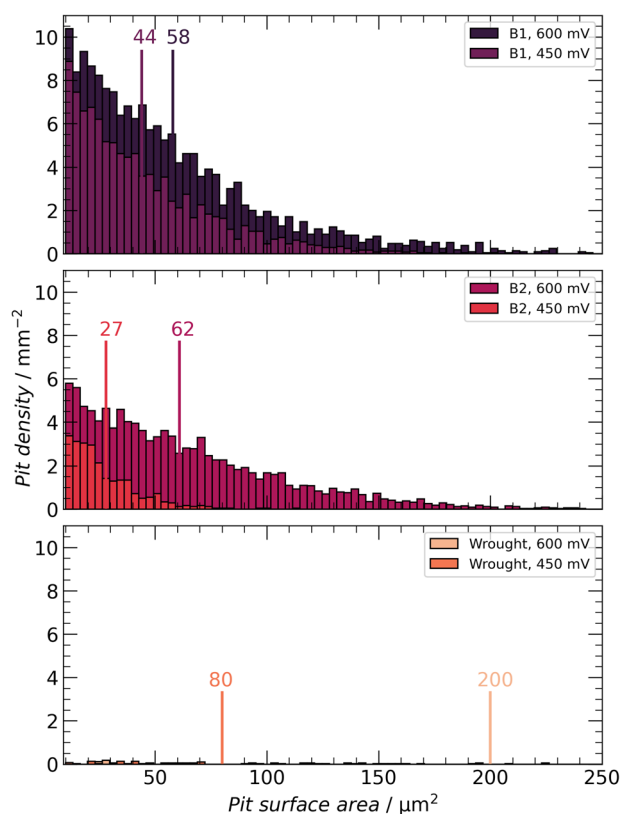 10
8
6
4
2
0
44 58
B1, 600 mV
B1, 450 mV
10
8
6
4
2
0
27 62
B2, 600 mV
B2, 450 mV
Pit density / mm⁻²
10
8
6
4
2
0
80 200
Wrought, 600 mV
Wrought, 450 mV
50 100 150 200 250
Pit surface area / μm²